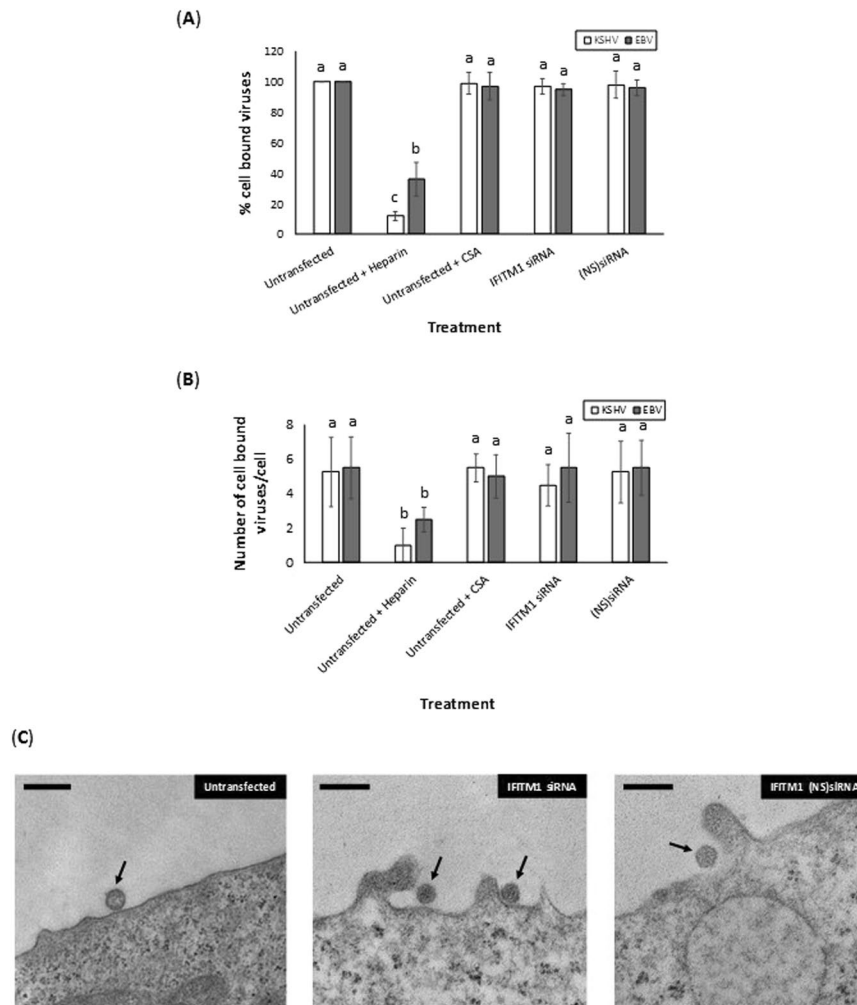 (A)
KSHV EBV
120
100
80
60
40
20
0
% cell bound viruses
a a c b a a a a a a
Untransfected
Untransfected + Heparin
Untransfected + CSA
IFITM1 siRNA
(NS)siRNA
Treatment
(B)
KSHV EBV
8
6
4
2
0
Number of cell bound
viruses/cell
a a b b a a a a a a
Untransfected
Untransfected + Heparin
Untransfected + CSA
IFITM1 siRNA
(NS)siRNA
Treatment
(C)
Untransfected
IFITM1 siRNA
IFITM1 (NS)siRNA